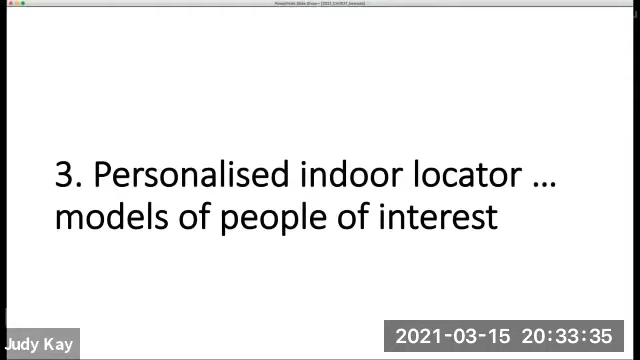 3. Personalised indoor locator ...
models of people of interest
Judy Kay
2021-03-15 20:33:35